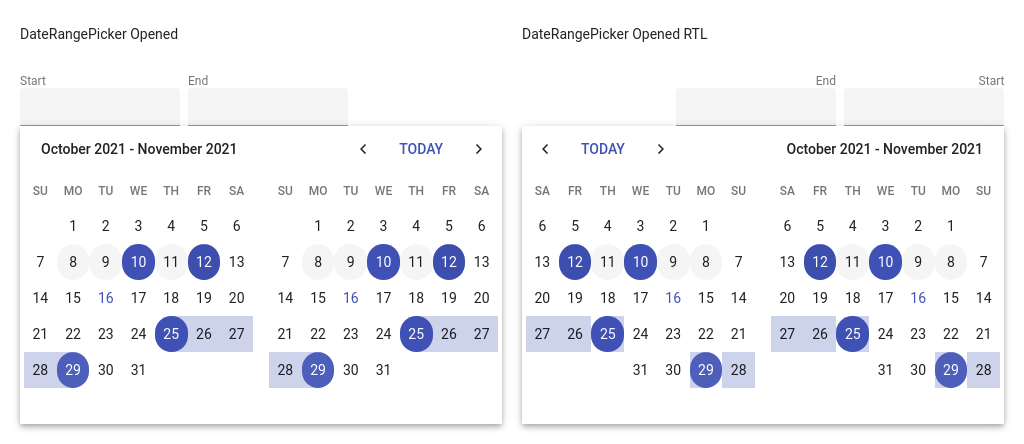 DateRangePicker Opened
Start End
October 2021 - November 2021 TODAY
SU MO TU WE TH FR SA SU MO TU WE TH FR SA
1 2 3 4 5 6 1 2 3 4 5 6
7 8 9 10 11 12 13 7 8 9 10 11 12 13
14 15 16 17 18 19 20 14 15 16 17 18 19 20
21 22 23 24 25 26 27 21 22 23 24 25 26 27
28 29 30 31 28 29 30 31
DateRangePicker Opened RTL
End Start
TODAY October 2021 - November 2021
SA FR TH WE TU MO SU SA FR TH WE TU MO SU
6 5 4 3 2 1 6 5 4 3 2 1
13 12 11 10 9 8 7 13 12 11 10 9 8 7
20 19 18 17 16 15 14 20 19 18 17 16 15 14
27 26 25 24 23 22 21 27 26 25 24 23 22 21
31 30 29 28 31 30 29 28